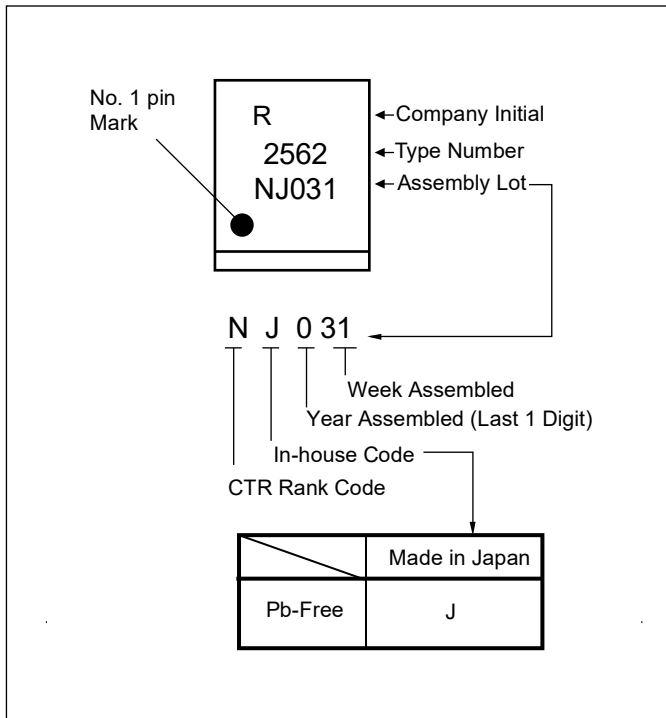 No. 1 pin
Mark
R
2562
NJ031
Company Initial
Type Number
Assembly Lot
N J 0 31
Week Assembled
Year Assembled (Last 1 Digit)
In-house Code
CTR Rank Code
Made in Japan
Pb-Free J